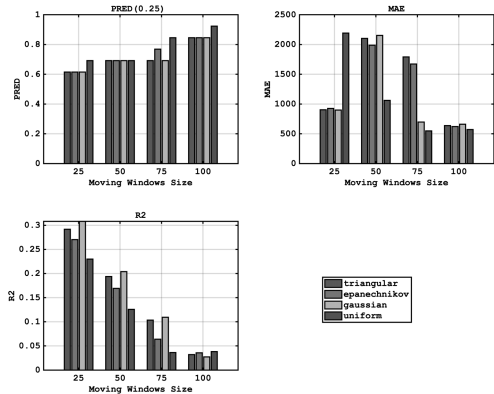 PRED(0.25)
1
0.8
0.6
0.4
0.2
0
PRED
25 50 75 100
Moving Windows Size
MAE
2500
2000
1500
1000
500
0
MAE
25 50 75 100
Moving Windows Size
R2
0.3
0.25
0.2
0.15
0.1
0.05
0
R2
25 50 75 100
Moving Windows Size
triangular
epanechnikov
gaussian
uniform